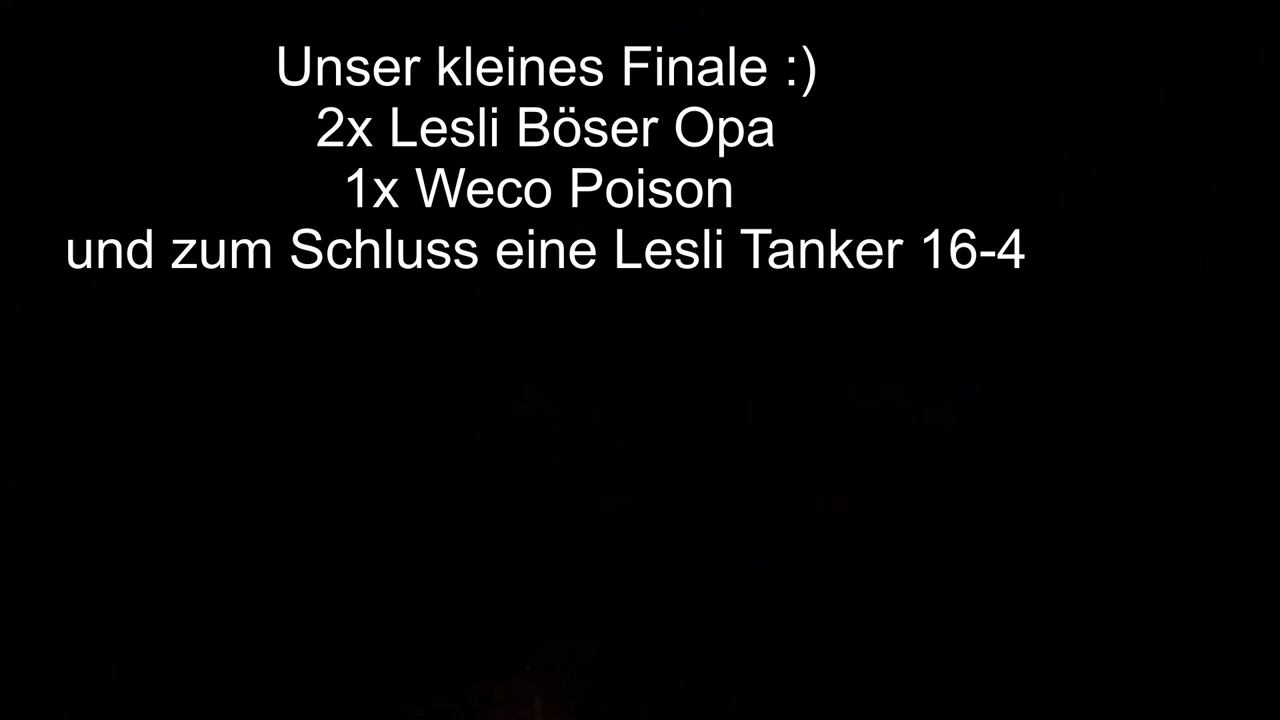 Unser kleines Finale :)
2x Lesli Böser Opa
1x Weco Poison
und zum Schluss eine Lesli Tanker 16-4